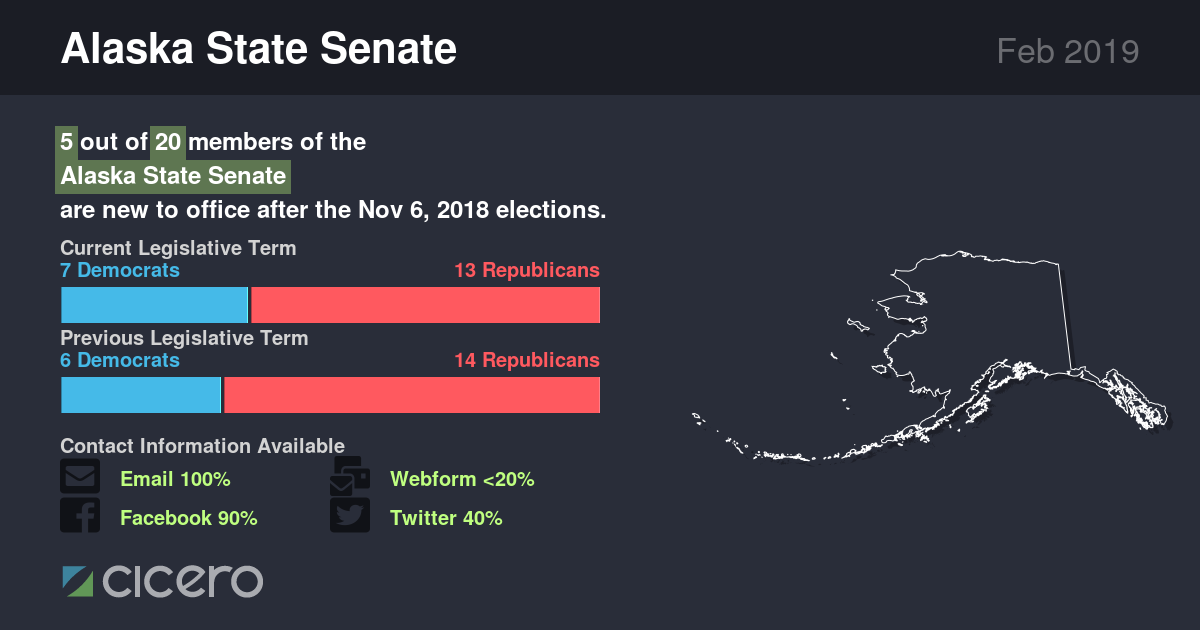 Alaska State Senate
Feb 2019
5 out of 20 members of the
Alaska State Senate
are new to office after the Nov 6, 2018 elections.
Current Legislative Term
7 Democrats 13 Republicans
Previous Legislative Term
6 Democrats 14 Republicans
Contact Information Available
Email 100% Webform <20%
Facebook 90% Twitter 40%
cicero